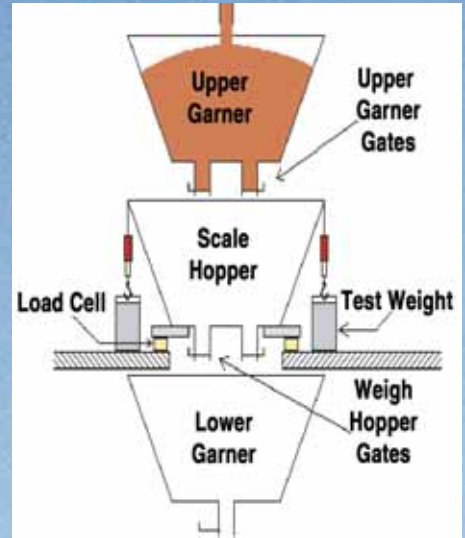 Upper
Garner
Upper
Garner
Gates
Scale
Hopper
Load Cell
Test Weight
Weigh
Hopper
Gates
Lower
Garner